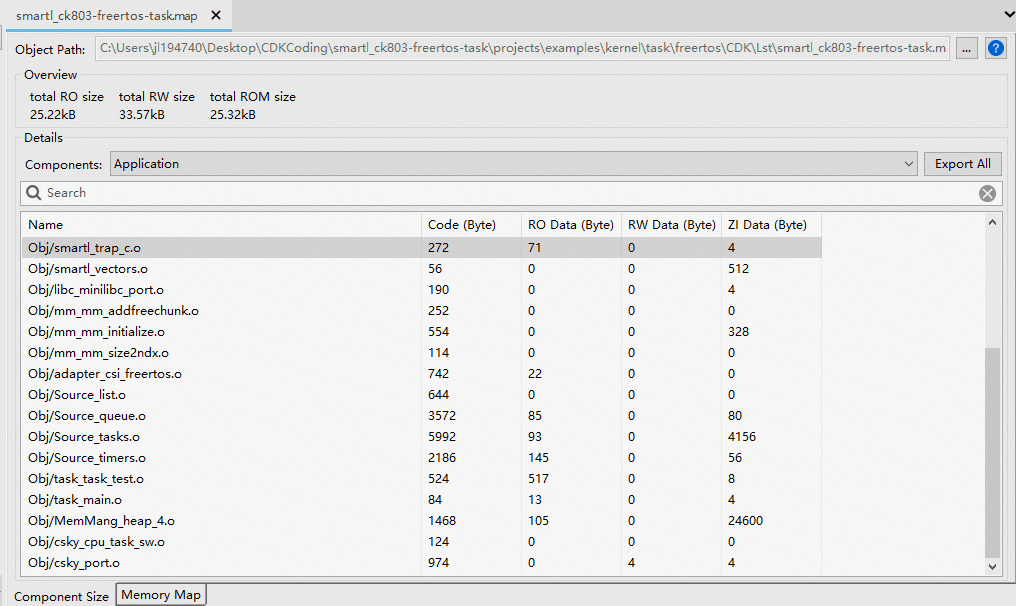 smartl_ck803-freertos-task.map
Object Path: C:\Users\jl194740\Desktop\CDKCoding\smartl_ck803-freertos-task\projects\examples\kernel\task\freertos\CDK\Lst\smartl_ck803-freertos-task.m ... ?
Overview
total RO size total RW size total ROM size
25.22kB 33.57kB 25.32kB
Details
Components: Application Export All
Search
Name Code (Byte) RO Data (Byte) RW Data (Byte) ZI Data (Byte)
Obj/smartl_trap_c.o 272 71 0 4
Obj/smartl_vectors.o 56 0 0 512
Obj/libc_minilibc_port.o 190 0 0 4
Obj/mm_mm_addfreechunk.o 252 0 0 0
Obj/mm_mm_initialize.o 554 0 0 328
Obj/mm_mm_size2ndx.o 114 0 0 0
Obj/adapter_csi_freertos.o 742 22 0 0
Obj/Source_list.o 644 0 0 0
Obj/Source_queue.o 3572 85 0 80
Obj/Source_tasks.o 5992 93 0 4156
Obj/Source_timers.o 2186 145 0 56
Obj/task_task_test.o 524 517 0 8
Obj/task_main.o 84 13 0 4
Obj/MemMang_heap_4.o 1468 105 0 24600
Obj/csky_cpu_task_sw.o 124 0 0 0
Obj/csky_port.o 974 0 4 4
Component Size Memory Map